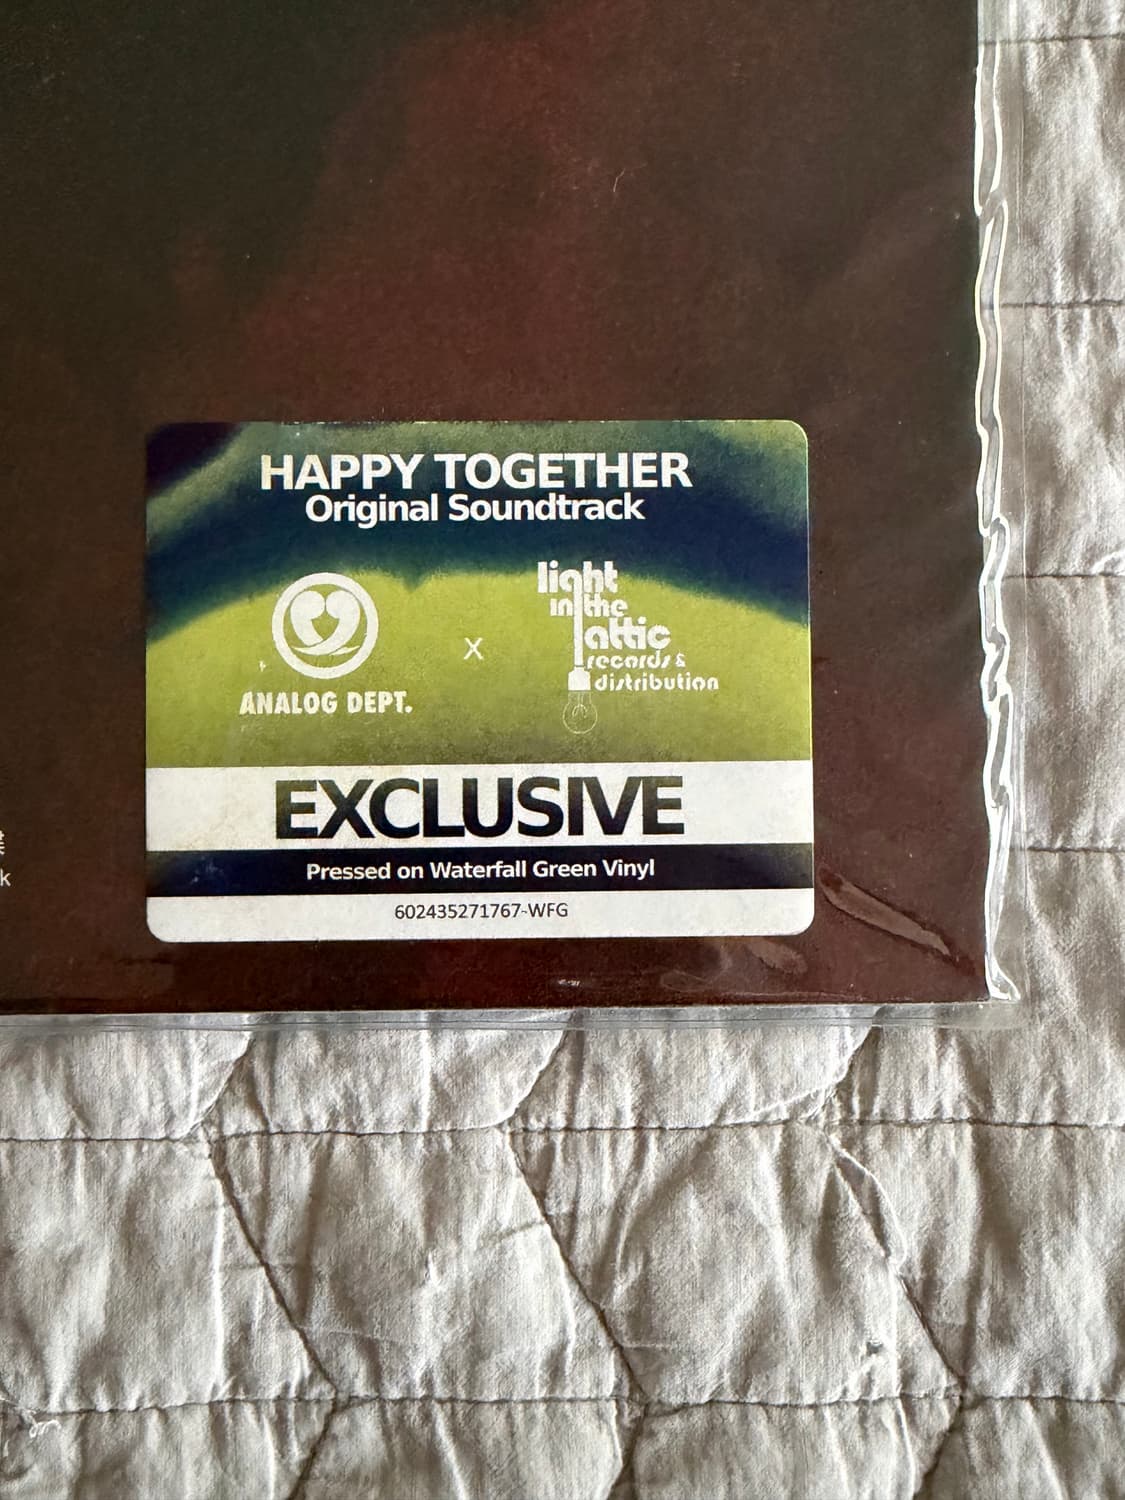 HAPPY TOGETHER
Original Soundtrack
ANALOG DEPT.
X
light
in the
attic
records &
distribution
EXCLUSIVE
Pressed on Waterfall Green Vinyl
602435271767-WFG
k